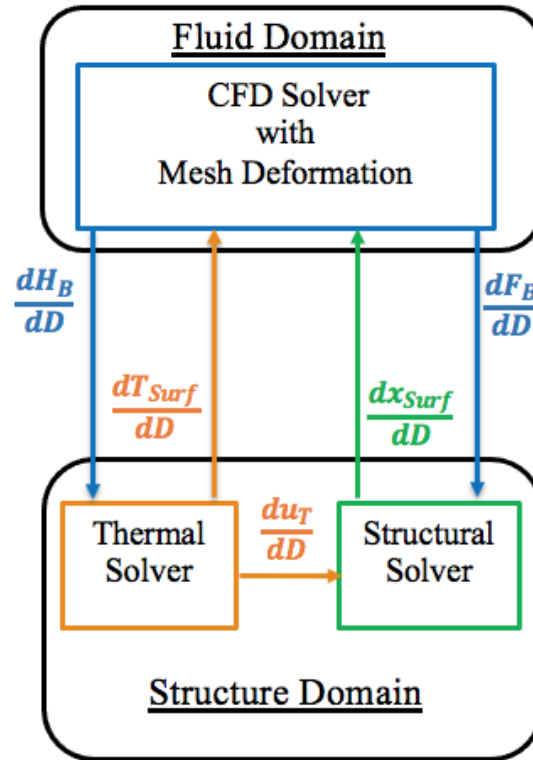 Fluid Domain
CFD Solver
with
Mesh Deformation
dH_B/dD
dF_B/dD
dT_Surf/dD
dx_Surf/dD
Thermal
Solver
du_T/dD
Structural
Solver
Structure Domain